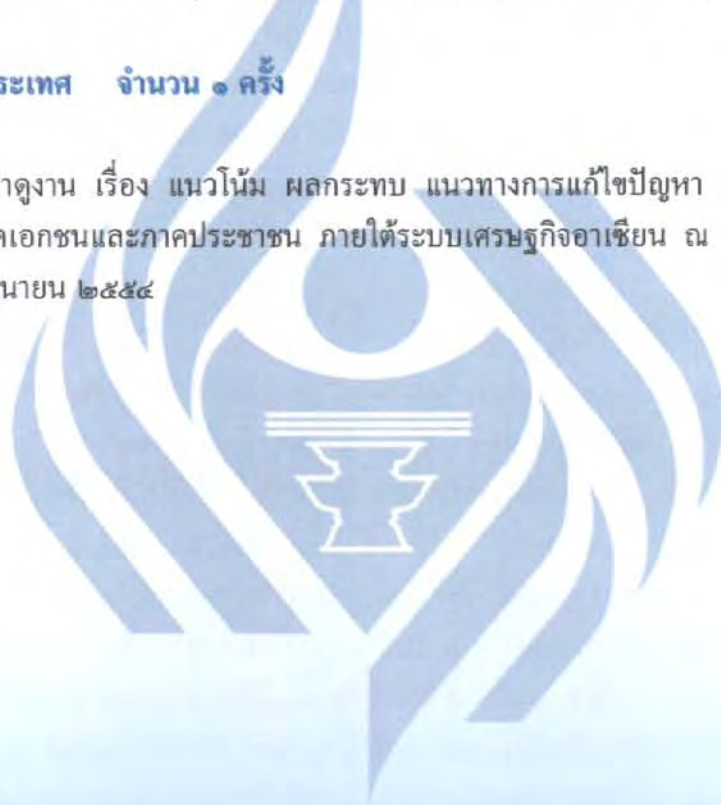 ระเทศ จำนวน ๑ ครั้ง
าดูงาน เรื่อง แนวโน้ม ผลกระทบ แนวทางการแก้ไขปัญหา
คเอกชนและภาคประชาชน ภายใต้ระบบเศรษฐกิจอาเซียน ณ
นายน ๒๕๕๔